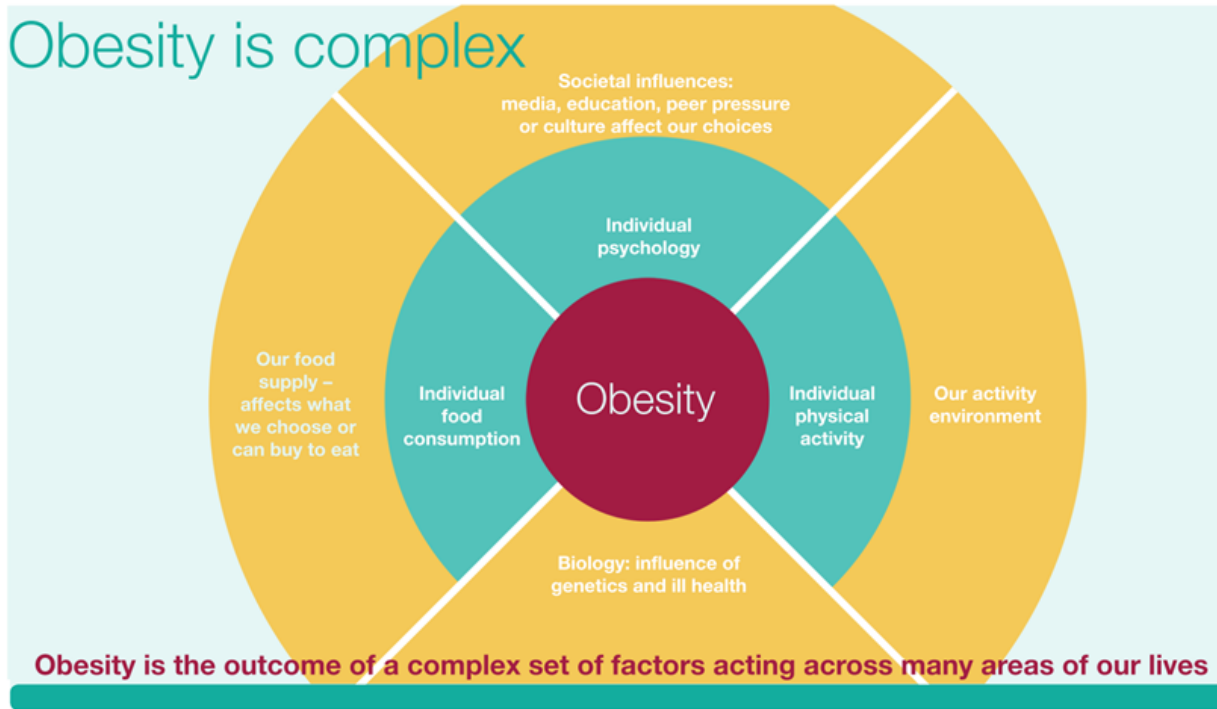 Obesity is complex
Societal influences:
media, education, peer pressure
or culture affect our choices
Individual
psychology
Our food
supply –
affects what
we choose or
can buy to eat
Individual
food
consumption
Obesity
Individual
physical
activity
Our activity
environment
Biology: influence of
genetics and ill health
Obesity is the outcome of a complex set of factors acting across many areas of our lives